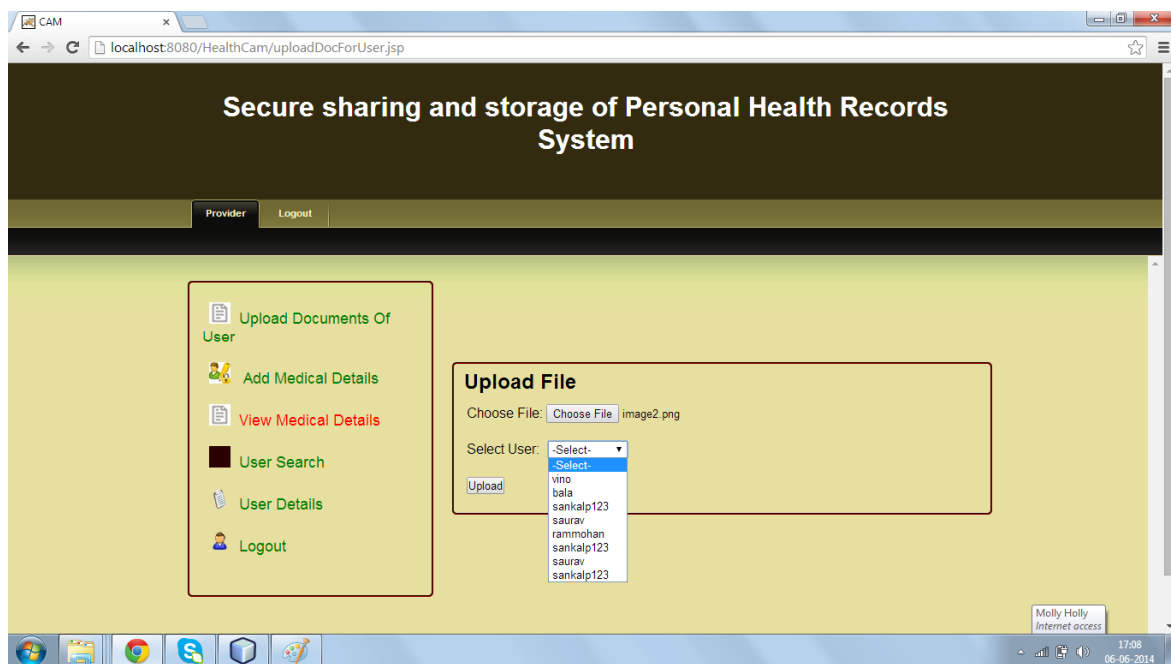 CAM
localhost:8080/HealthCam/uploadDocForUser.jsp
Secure sharing and storage of Personal Health Records
System
Provider
Logout
Upload Documents Of
User
Add Medical Details
View Medical Details
User Search
User Details
Logout
Upload File
Choose File: Choose File image2.png
Select User: -Select-
-Select-
vino
bala
sankalp123
saurav
rammohan
sankalp123
saurav
sankalp123
Upload
Molly Holly
Internet access
17:08
06-06-2014